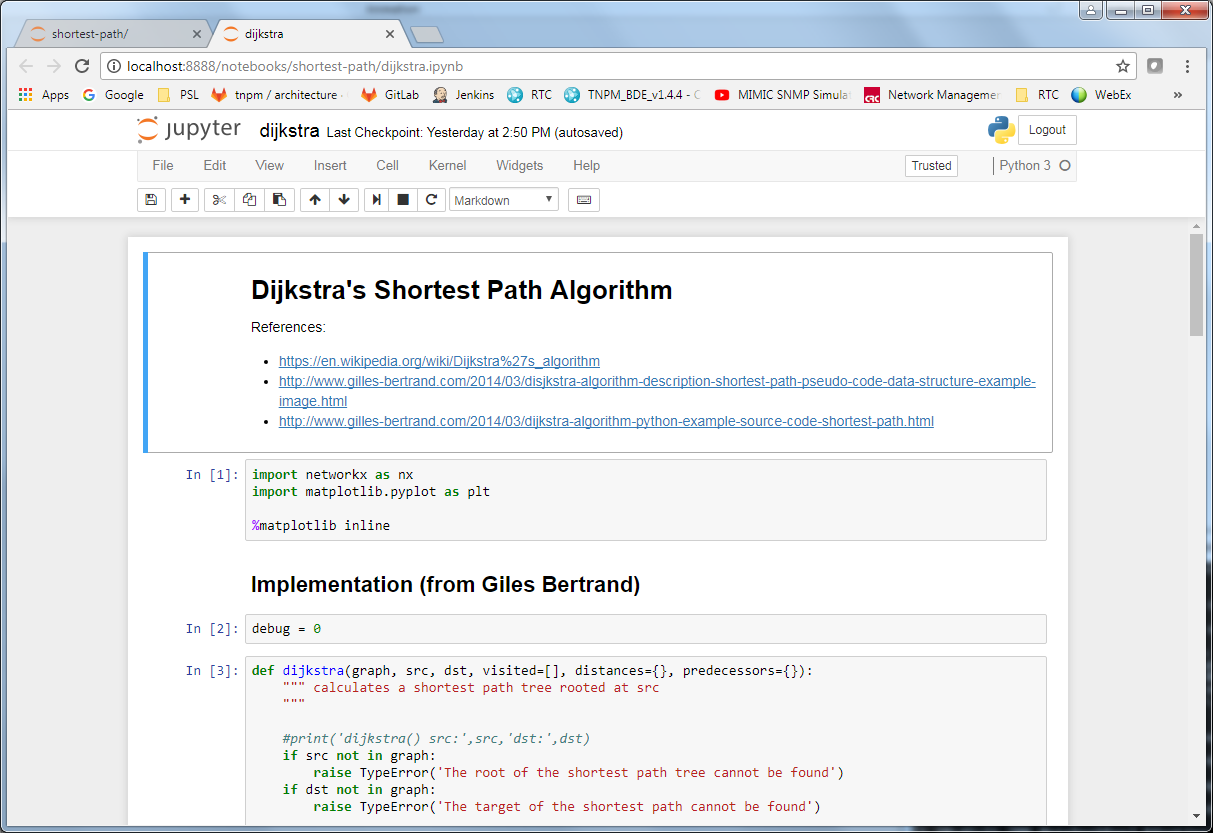 shortest-path/
dijkstra
localhost:8888/notebooks/shortest-path/dijkstra.ipynb
Apps Google PSL tnpm / architecture · GitLab Jenkins RTC TNPM_BDE_v1.4.4 - MIMIC SNMP Simulat Network Managemen RTC WebEx »
jupyter dijkstra Last Checkpoint: Yesterday at 2:50 PM (autosaved) Logout
File Edit View Insert Cell Kernel Widgets Help Trusted Python 3
Markdown
Dijkstra's Shortest Path Algorithm
References:
• https://en.wikipedia.org/wiki/Dijkstra%27s_algorithm
• http://www.gilles-bertrand.com/2014/03/disjkstra-algorithm-description-shortest-path-pseudo-code-data-structure-example-
image.html
• http://www.gilles-bertrand.com/2014/03/dijkstra-algorithm-python-example-source-code-shortest-path.html
In [1]: import networkx as nx
import matplotlib.pyplot as plt
%matplotlib inline
Implementation (from Giles Bertrand)
In [2]: debug = 0
In [3]: def dijkstra(graph, src, dst, visited=[], distances={}, predecessors={}):
""" calculates a shortest path tree rooted at src
"""
#print('dijkstra() src:',src,'dst:',dst)
if src not in graph:
raise TypeError('The root of the shortest path tree cannot be found')
if dst not in graph:
raise TypeError('The target of the shortest path cannot be found')